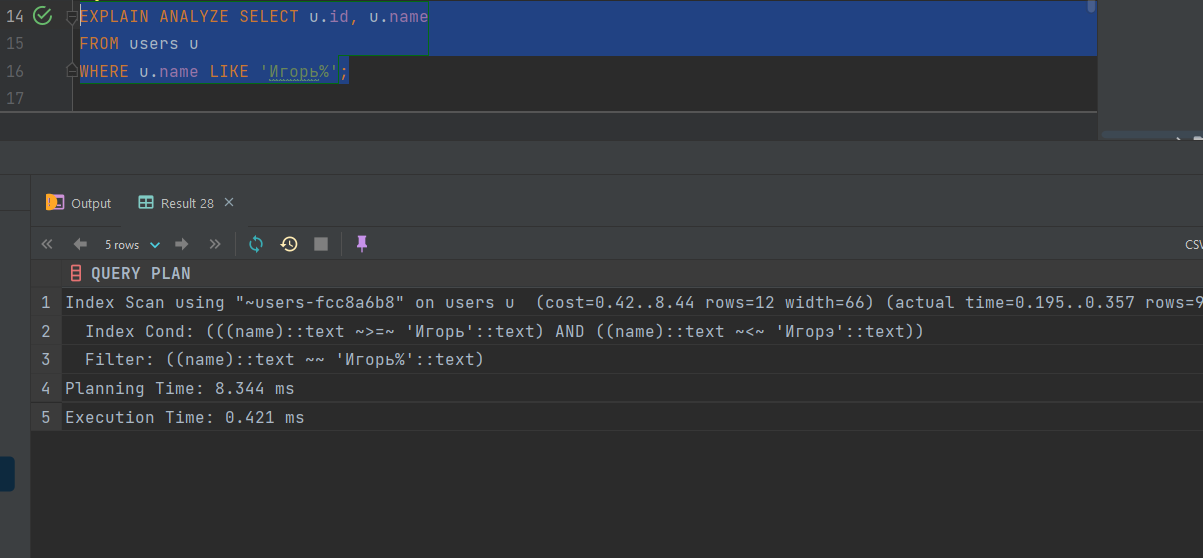 14 EXPLAIN ANALYZE SELECT u.id, u.name
15 FROM users u
16 WHERE u.name LIKE 'Игорь%';
17
Output Result 28
5 rows CSV
QUERY PLAN
1 Index Scan using "~users-fcc8a6b8" on users u (cost=0.42..8.44 rows=12 width=66) (actual time=0.195..0.357 rows=9
2 Index Cond: (((name)::text ~>=~ 'Игорь'::text) AND ((name)::text ~<~ 'Игорэ'::text))
3 Filter: ((name)::text ~~ 'Игорь%'::text)
4 Planning Time: 8.344 ms
5 Execution Time: 0.421 ms